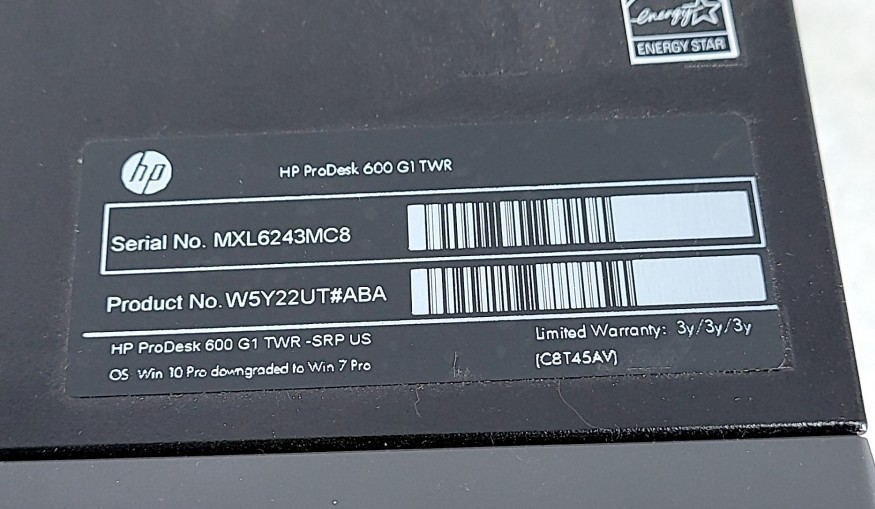 energy
ENERGY STAR
hp
HP ProDesk 600 G1 TWR
Serial No. MXL6243MC8
Product No. W5Y22UT#ABA
HP ProDesk 600 G1 TWR -SRP US
Limited Warranty: 3y/3y/3y
OS Win 10 Pro downgraded to Win 7 Pro
(C8T45AV)